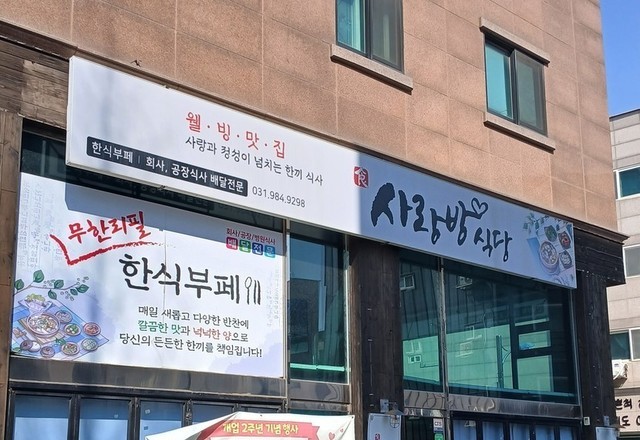 웰·빙·맛·집
사랑과 정성이 넘치는 한끼 식사
한식부페 | 회사, 공장식사 배달전문 031.984.9298
食
사랑방식당
무한리필
회사/공장/병원식사
배달전문
한식부페
매일 새롭고 다양한 반찬에
깔끔한 맛과 넉넉한 양으로
당신의 든든한 한끼를 책임집니다!
개업 2주년 기념 행사